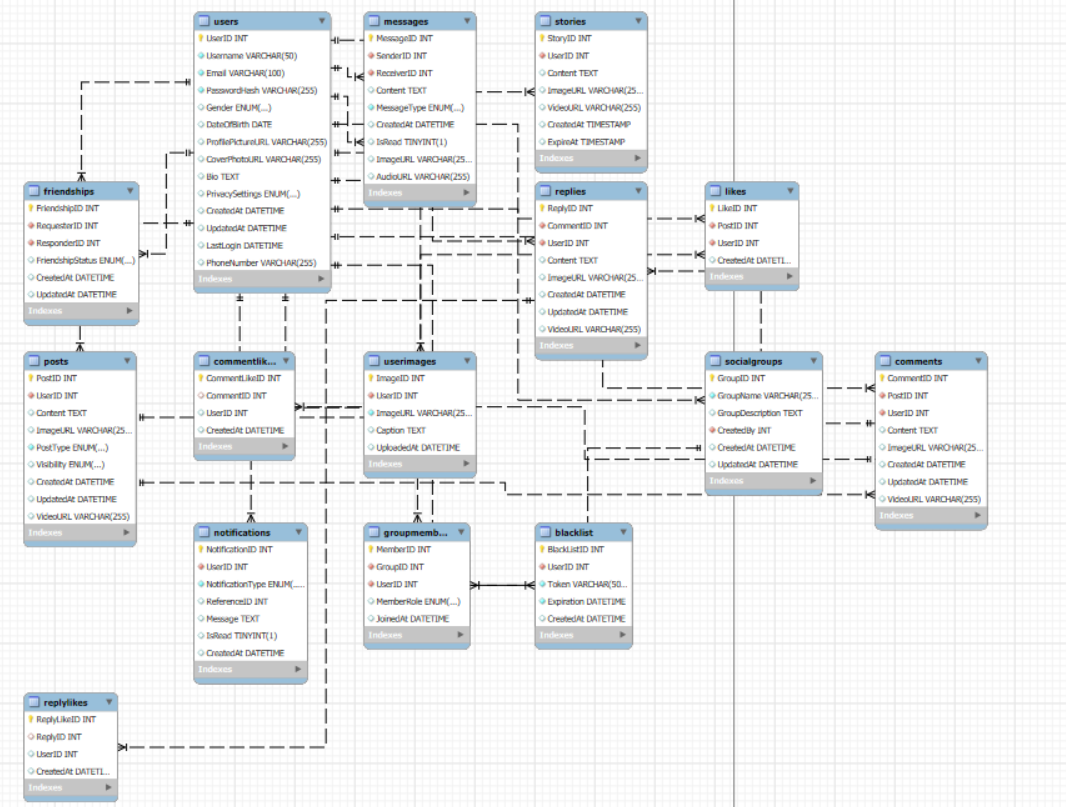 users
UserID INT
Username VARCHAR(50)
Email VARCHAR(100)
PasswordHash VARCHAR(255)
Gender ENUM(...)
DateOfBirth DATE
ProfilePictureURL VARCHAR(255)
CoverPhotoURL VARCHAR(255)
Bio TEXT
PrivacySettings ENUM(...)
CreatedAt DATETIME
UpdatedAt DATETIME
LastLogin DATETIME
PhoneNumber VARCHAR(255)
Indexes
messages
MessageID INT
SenderID INT
ReceiverID INT
Content TEXT
MessageType ENUM(...)
CreatedAt DATETIME
IsRead TINYINT(1)
ImageURL VARCHAR(25...
AudioURL VARCHAR(255)
Indexes
stories
StoryID INT
UserID INT
Content TEXT
ImageURL VARCHAR(25...
VideoURL VARCHAR(255)
CreatedAt TIMESTAMP
ExpireAt TIMESTAMP
Indexes
friendships
FriendshipID INT
RequesterID INT
ResponderID INT
FriendshipStatus ENUM(...)
CreatedAt DATETIME
UpdatedAt DATETIME
Indexes
replies
ReplyID INT
CommentID INT
UserID INT
Content TEXT
ImageURL VARCHAR(25...
CreatedAt DATETIME
UpdatedAt DATETIME
VideoURL VARCHAR(255)
Indexes
likes
LikeID INT
PostID INT
UserID INT
CreatedAt DATETI...
Indexes
posts
PostID INT
UserID INT
Content TEXT
ImageURL VARCHAR(25...
PostType ENUM(...)
Visibility ENUM(...)
CreatedAt DATETIME
UpdatedAt DATETIME
VideoURL VARCHAR(255)
Indexes
commentlik...
CommentLikeID INT
CommentID INT
UserID INT
CreatedAt DATETIME
Indexes
userimages
ImageID INT
UserID INT
ImageURL VARCHAR(25...
Caption TEXT
UploadedAt DATETIME
Indexes
socialgroups
GroupID INT
GroupName VARCHAR(25...
GroupDescription TEXT
CreatedBy INT
CreatedAt DATETIME
UpdatedAt DATETIME
Indexes
comments
CommentID INT
PostID INT
UserID INT
Content TEXT
ImageURL VARCHAR(25...
CreatedAt DATETIME
UpdatedAt DATETIME
VideoURL VARCHAR(255)
Indexes
notifications
NotificationID INT
UserID INT
NotificationType ENUM(......
ReferenceID INT
Message TEXT
IsRead TINYINT(1)
CreatedAt DATETIME
Indexes
groupmemb...
MemberID INT
GroupID INT
UserID INT
MemberRole ENUM(...)
JoinedAt DATETIME
Indexes
blacklist
BlackListID INT
UserID INT
Token VARCHAR(50...
Expiration DATETIME
CreatedAt DATETIME
Indexes
replylikes
ReplyLikeID INT
ReplyID INT
UserID INT
CreatedAt DATETI...
Indexes